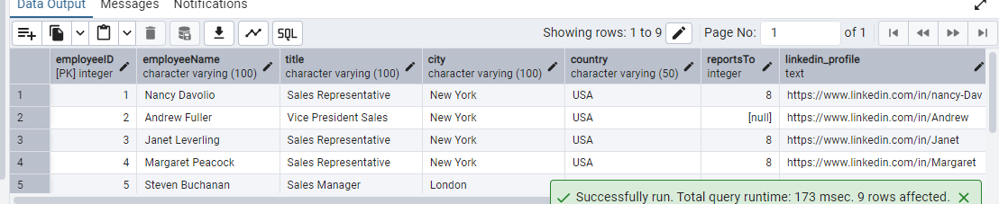 Data Output Messages Notifications
SQL Showing rows: 1 to 9 Page No: 1 of 1
employeeID employeeName title city country reportsTo linkedin_profile
[PK] integer character varying (100) character varying (100) character varying (100) character varying (50) integer text
1 1 Nancy Davolio Sales Representative New York USA 8 https://www.linkedin.com/in/nancy-Dav
2 2 Andrew Fuller Vice President Sales New York USA [null] https://www.linkedin.com/in/Andrew
3 3 Janet Leverling Sales Representative New York USA 8 https://www.linkedin.com/in/Janet
4 4 Margaret Peacock Sales Representative New York USA 8 https://www.linkedin.com/in/Margaret
5 5 Steven Buchanan Sales Manager London
Successfully run. Total query runtime: 173 msec. 9 rows affected.